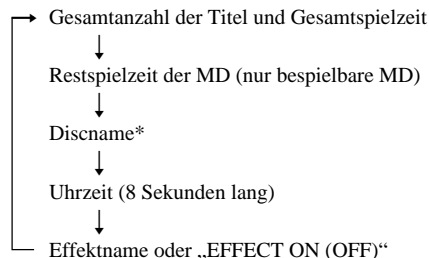 Gesamtanzahl der Titel und Gesamtspielzeit
Restspielzeit der MD (nur bespielbare MD)
Discname*
Uhrzeit (8 Sekunden lang)
Effektname oder „EFFECT ON (OFF)“